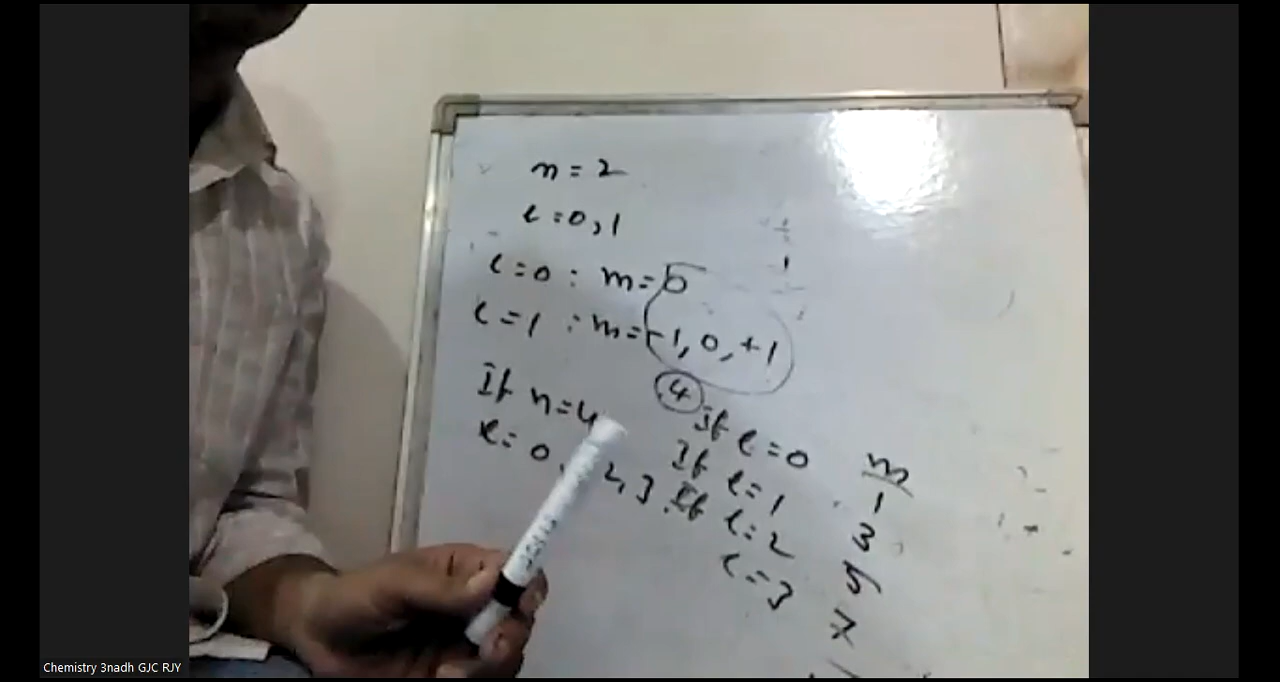 n = 2
l = 0, 1
l = 0 : m = 0
l = 1 : m = -1, 0, +1
4
If n = 4
l = 0, 2, 3
m
If l = 0 1
If l = 1 3
If l = 2 5
l = 3 7
Chemistry 3nadh GJC RJY